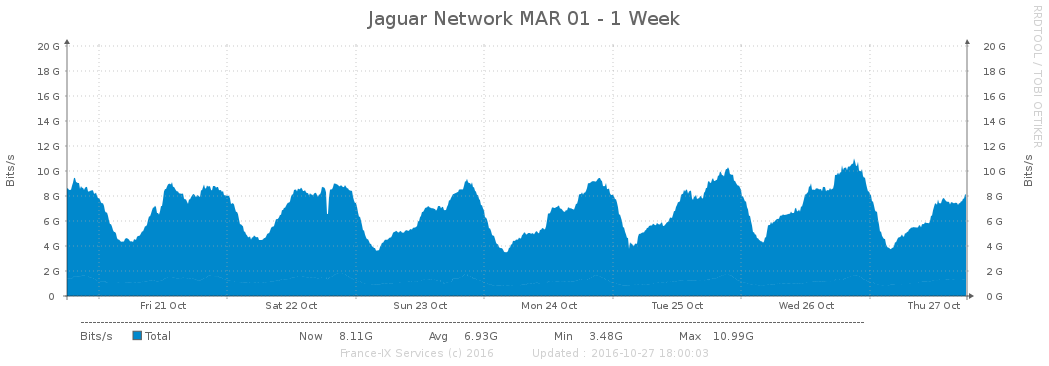 Jaguar Network MAR 01 - 1 Week
RRDTOOL / TOBI OETIKER
Bits/s
20 G 20 G
18 G 18 G
16 G 16 G
14 G 14 G
12 G 12 G
10 G 10 G
8 G 8 G
6 G 6 G
4 G 4 G
2 G 2 G
0 0 G
Bits/s
Fri 21 Oct Sat 22 Oct Sun 23 Oct Mon 24 Oct Tue 25 Oct Wed 26 Oct Thu 27 Oct
Bits/s Total Now 8.11G Avg 6.93G Min 3.48G Max 10.99G
France-IX Services (c) 2016 Updated : 2016-10-27 18:00:03